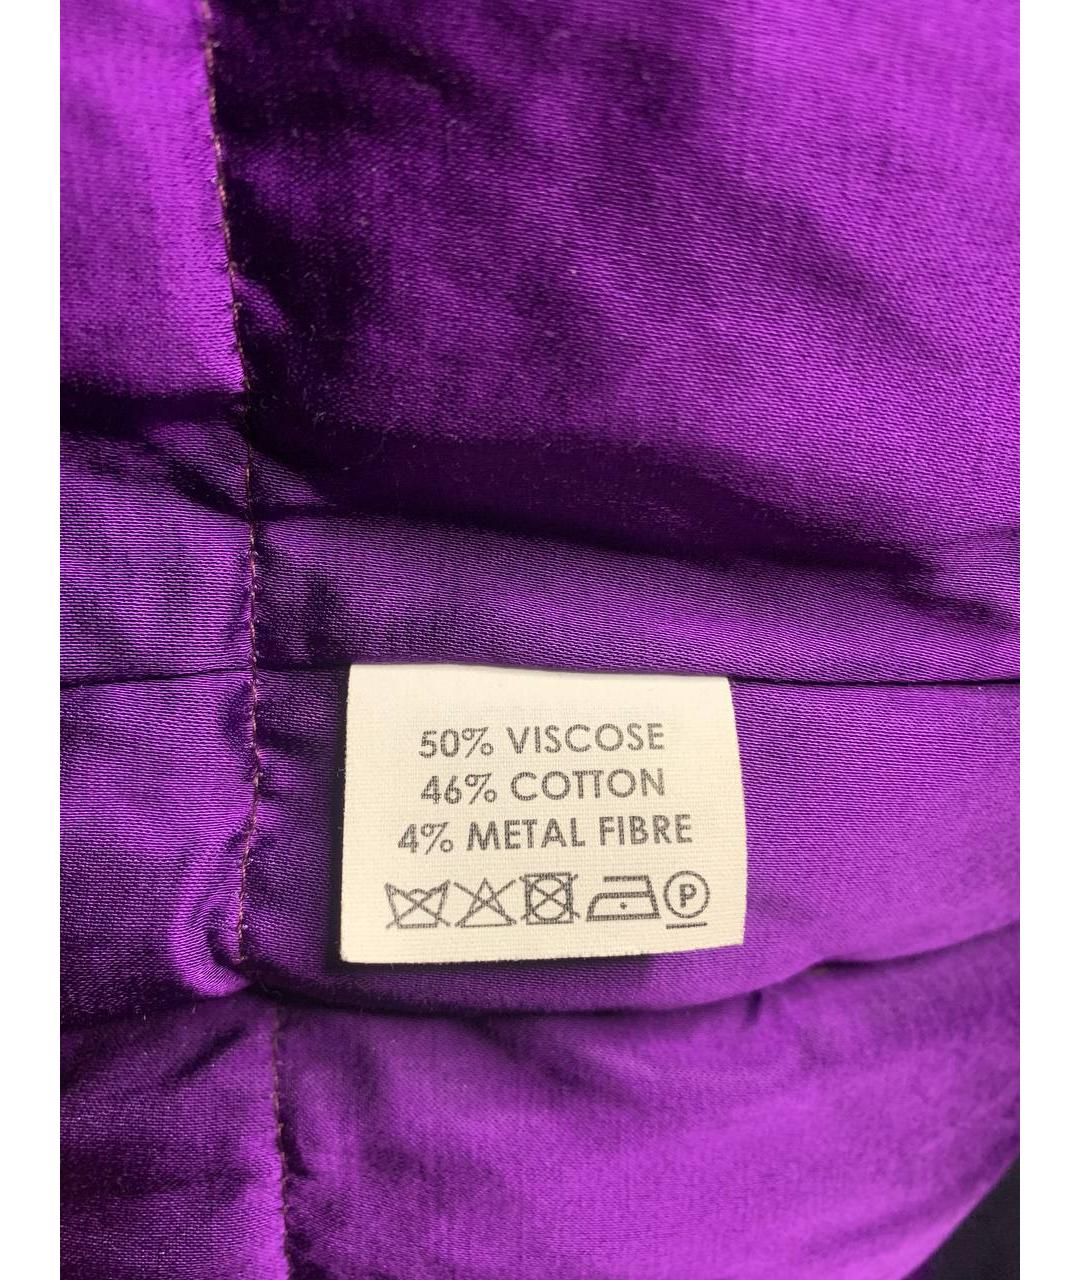 50% VISCOSE
46% COTTON
4% METAL FIBRE
P